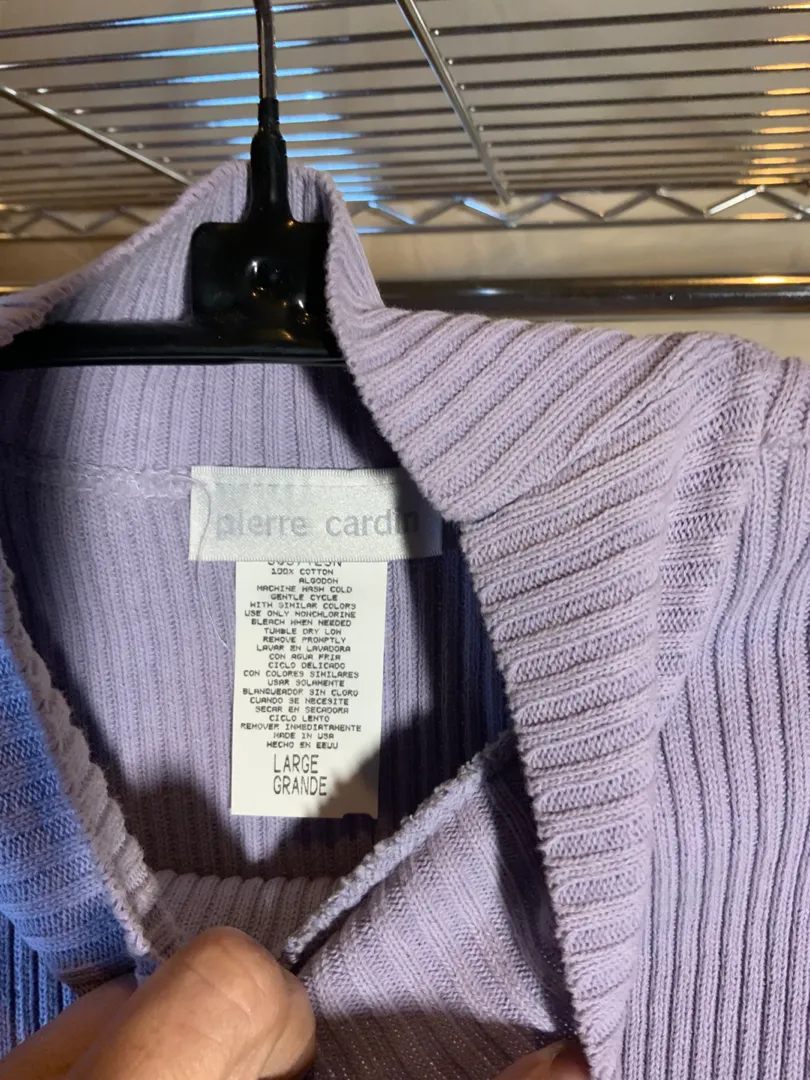 pierre cardin
100% COTTON
ALGODON
MACHINE WASH COLD
GENTLE CYCLE
WITH SIMILAR COLORS
USE ONLY NONCHLORINE
BLEACH WHEN NEEDED
TUMBLE DRY LOW
REMOVE PROMPTLY
LAVAR EN LAVADORA
CON AGUA FRIA
CICLO DELICADO
CON COLORES SIMILARES
USAR SOLAMENTE
BLANQUEADOR SIN CLORO
CUANDO SE NECESITE
SECAR EN SECADORA
CICLO LENTO
REMOVER INMEDIATAMENTE
MADE IN USA
HECHO EN EEUU
LARGE
GRANDE